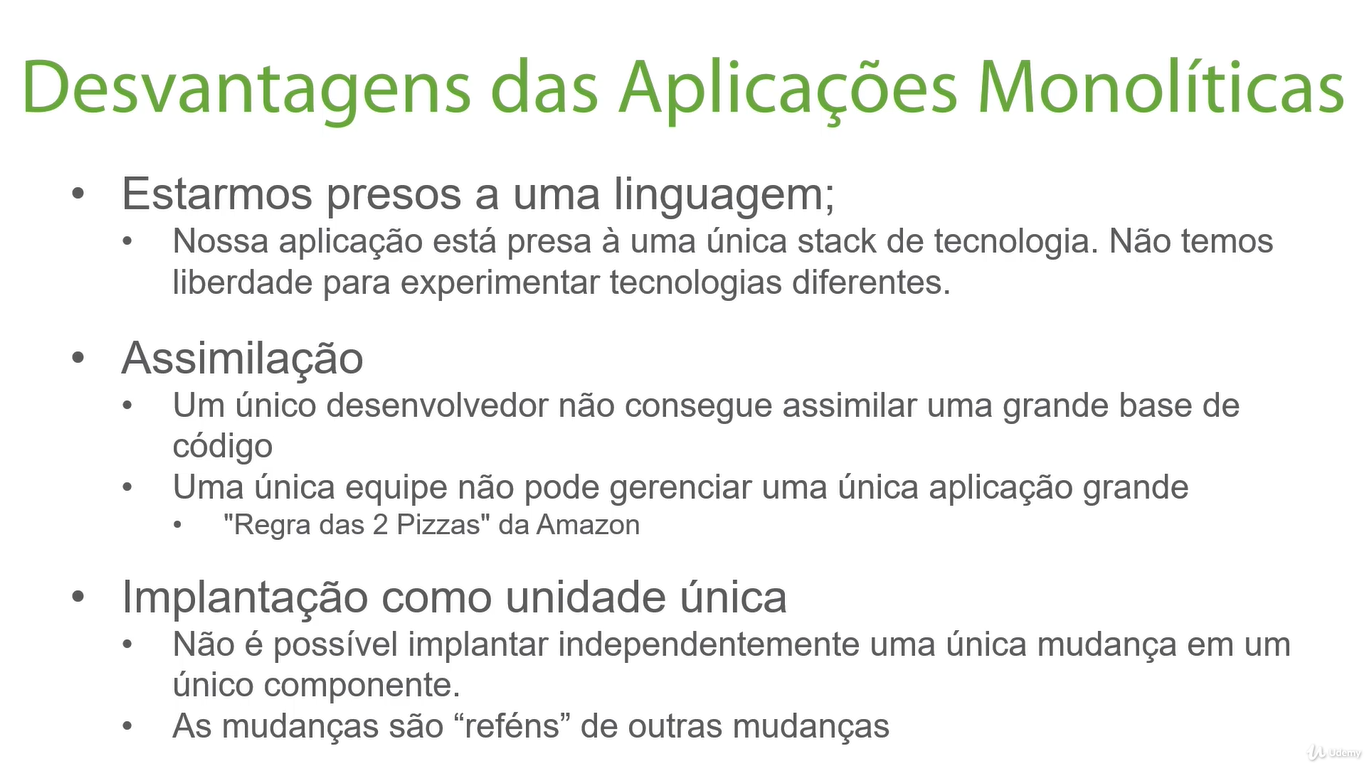 Desvantagens das Aplicações Monolíticas
• Estarmos presos a uma linguagem;
• Nossa aplicação está presa à uma única stack de tecnologia. Não temos
liberdade para experimentar tecnologias diferentes.
• Assimilação
• Um único desenvolvedor não consegue assimilar uma grande base de
código
• Uma única equipe não pode gerenciar uma única aplicação grande
• "Regra das 2 Pizzas" da Amazon
• Implantação como unidade única
• Não é possível implantar independentemente uma única mudança em um
único componente.
• As mudanças são “reféns” de outras mudanças
Udemy